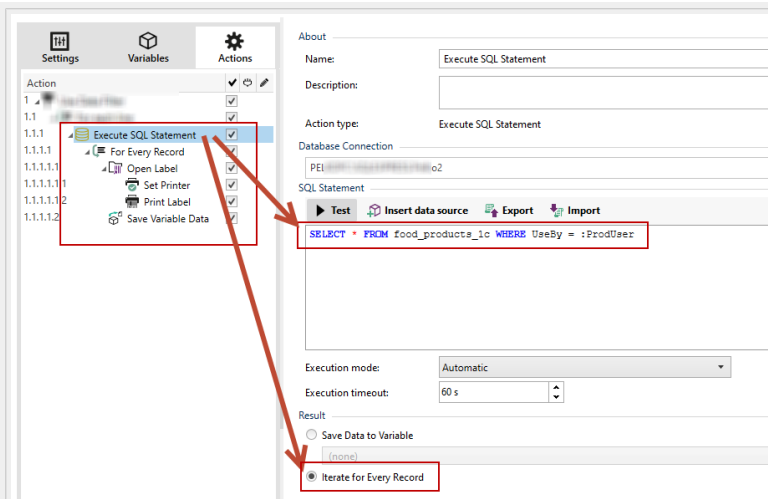 Settings Variables Actions
Action
1
1.1
1.1.1 Execute SQL Statement
1.1.1.1 For Every Record
1.1.1.1.1 Open Label
1.1.1.1.1.1 Set Printer
1.1.1.1.1.2 Print Label
1.1.1.1.2 Save Variable Data
About
Name: Execute SQL Statement
Description:
Action type: Execute SQL Statement
Database Connection
o2
SQL Statement
Test Insert data source Export Import
SELECT * FROM food_products_1c WHERE UseBy = :ProdUser
Execution mode: Automatic
Execution timeout: 60 s
Result
Save Data to Variable
(none)
Iterate for Every Record